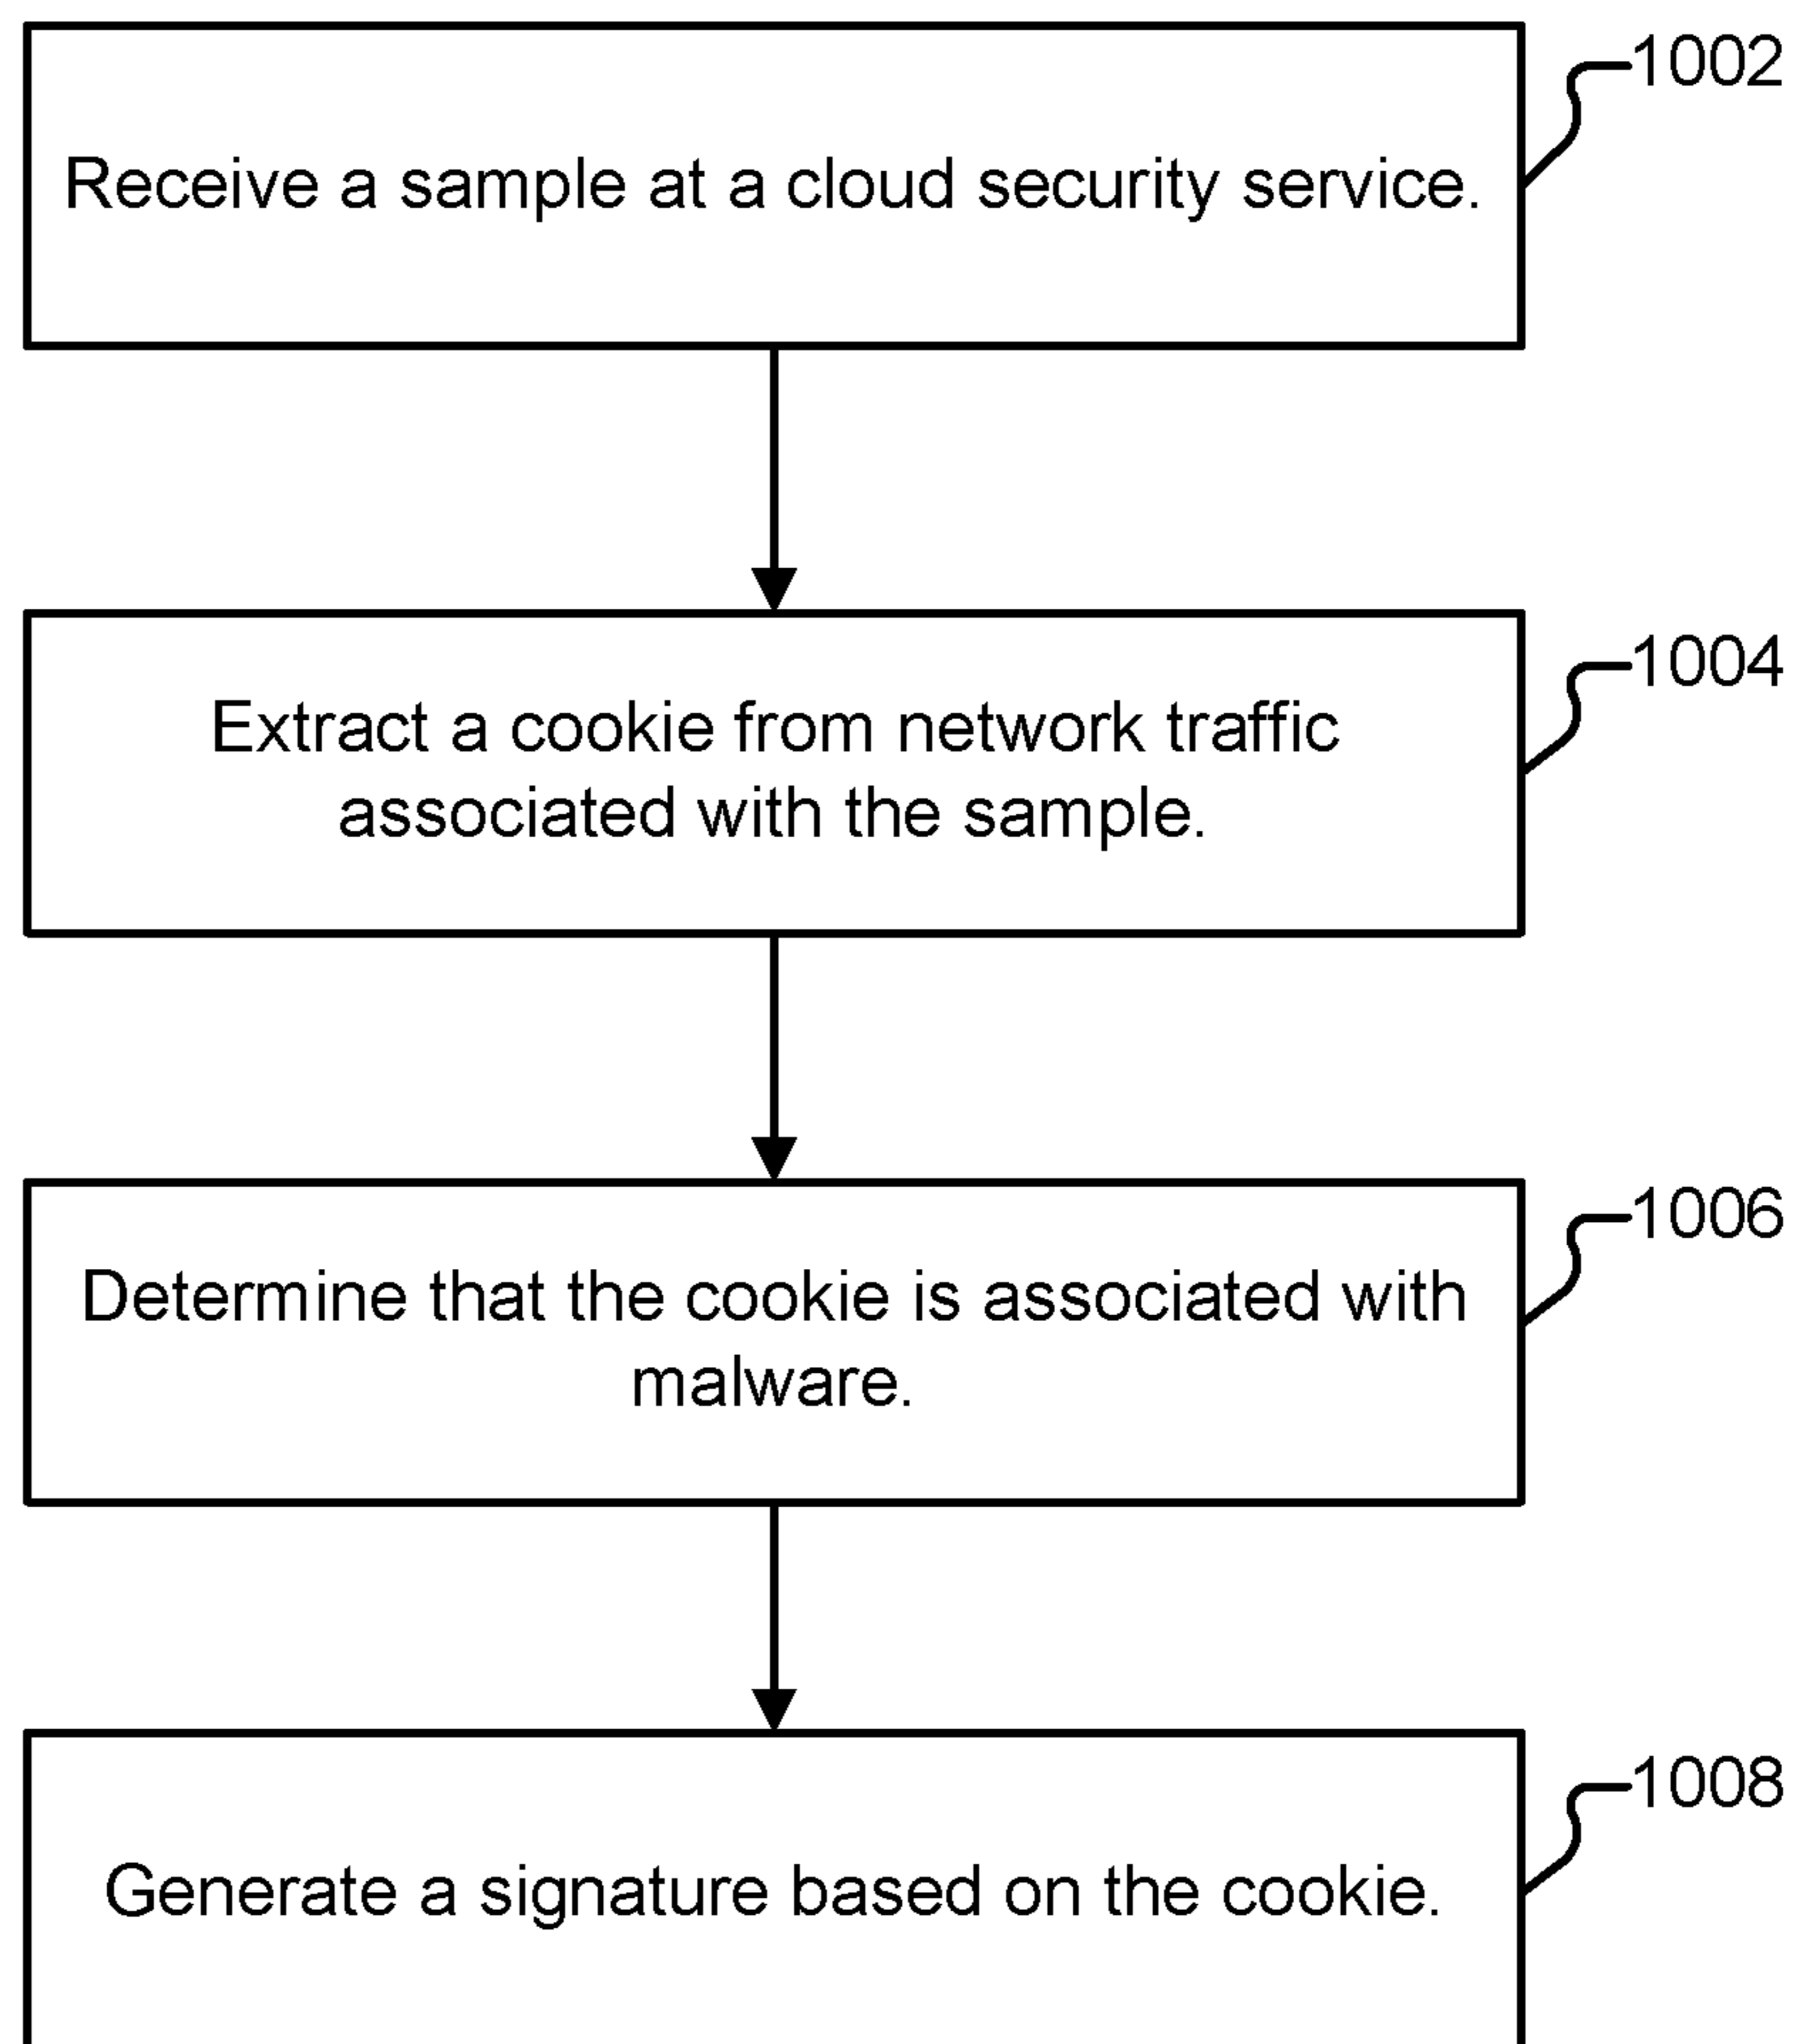 1002
Receive a sample at a cloud security service.
1004
Extract a cookie from network traffic
associated with the sample.
1006
Determine that the cookie is associated with
malware.
1008
Generate a signature based on the cookie.